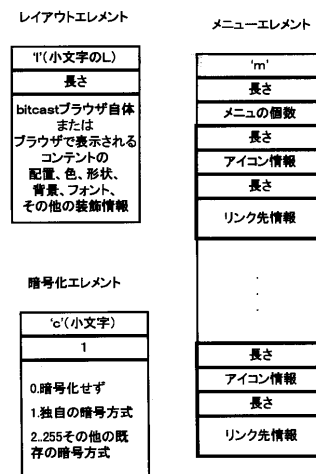 レイアウトエレメント
'l'(小文字のL)
長さ
bitcastブラウザ自体
または
ブラウザで表示される
コンテントの
配置、色、形状、
背景、フォント、
その他の装飾情報
暗号化エレメント
'c'(小文字)
1
0.暗号化せず
1.独自の暗号方式
2..255その他の既
存の暗号方式
メニューエレメント
'm'
長さ
メニュの個数
長さ
アイコン情報
長さ
リンク先情報
.
.
.
長さ
アイコン情報
長さ
リンク先情報